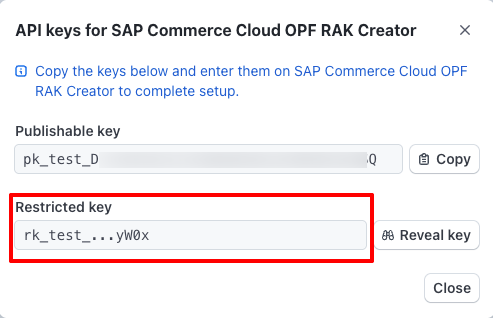 API keys for SAP Commerce Cloud OPF RAK Creator
Copy the keys below and enter them on SAP Commerce Cloud OPF
RAK Creator to complete setup.
Publishable key
pk_test_D
Q
Copy
Restricted key
rk_test_...yW0x
Reveal key
Close